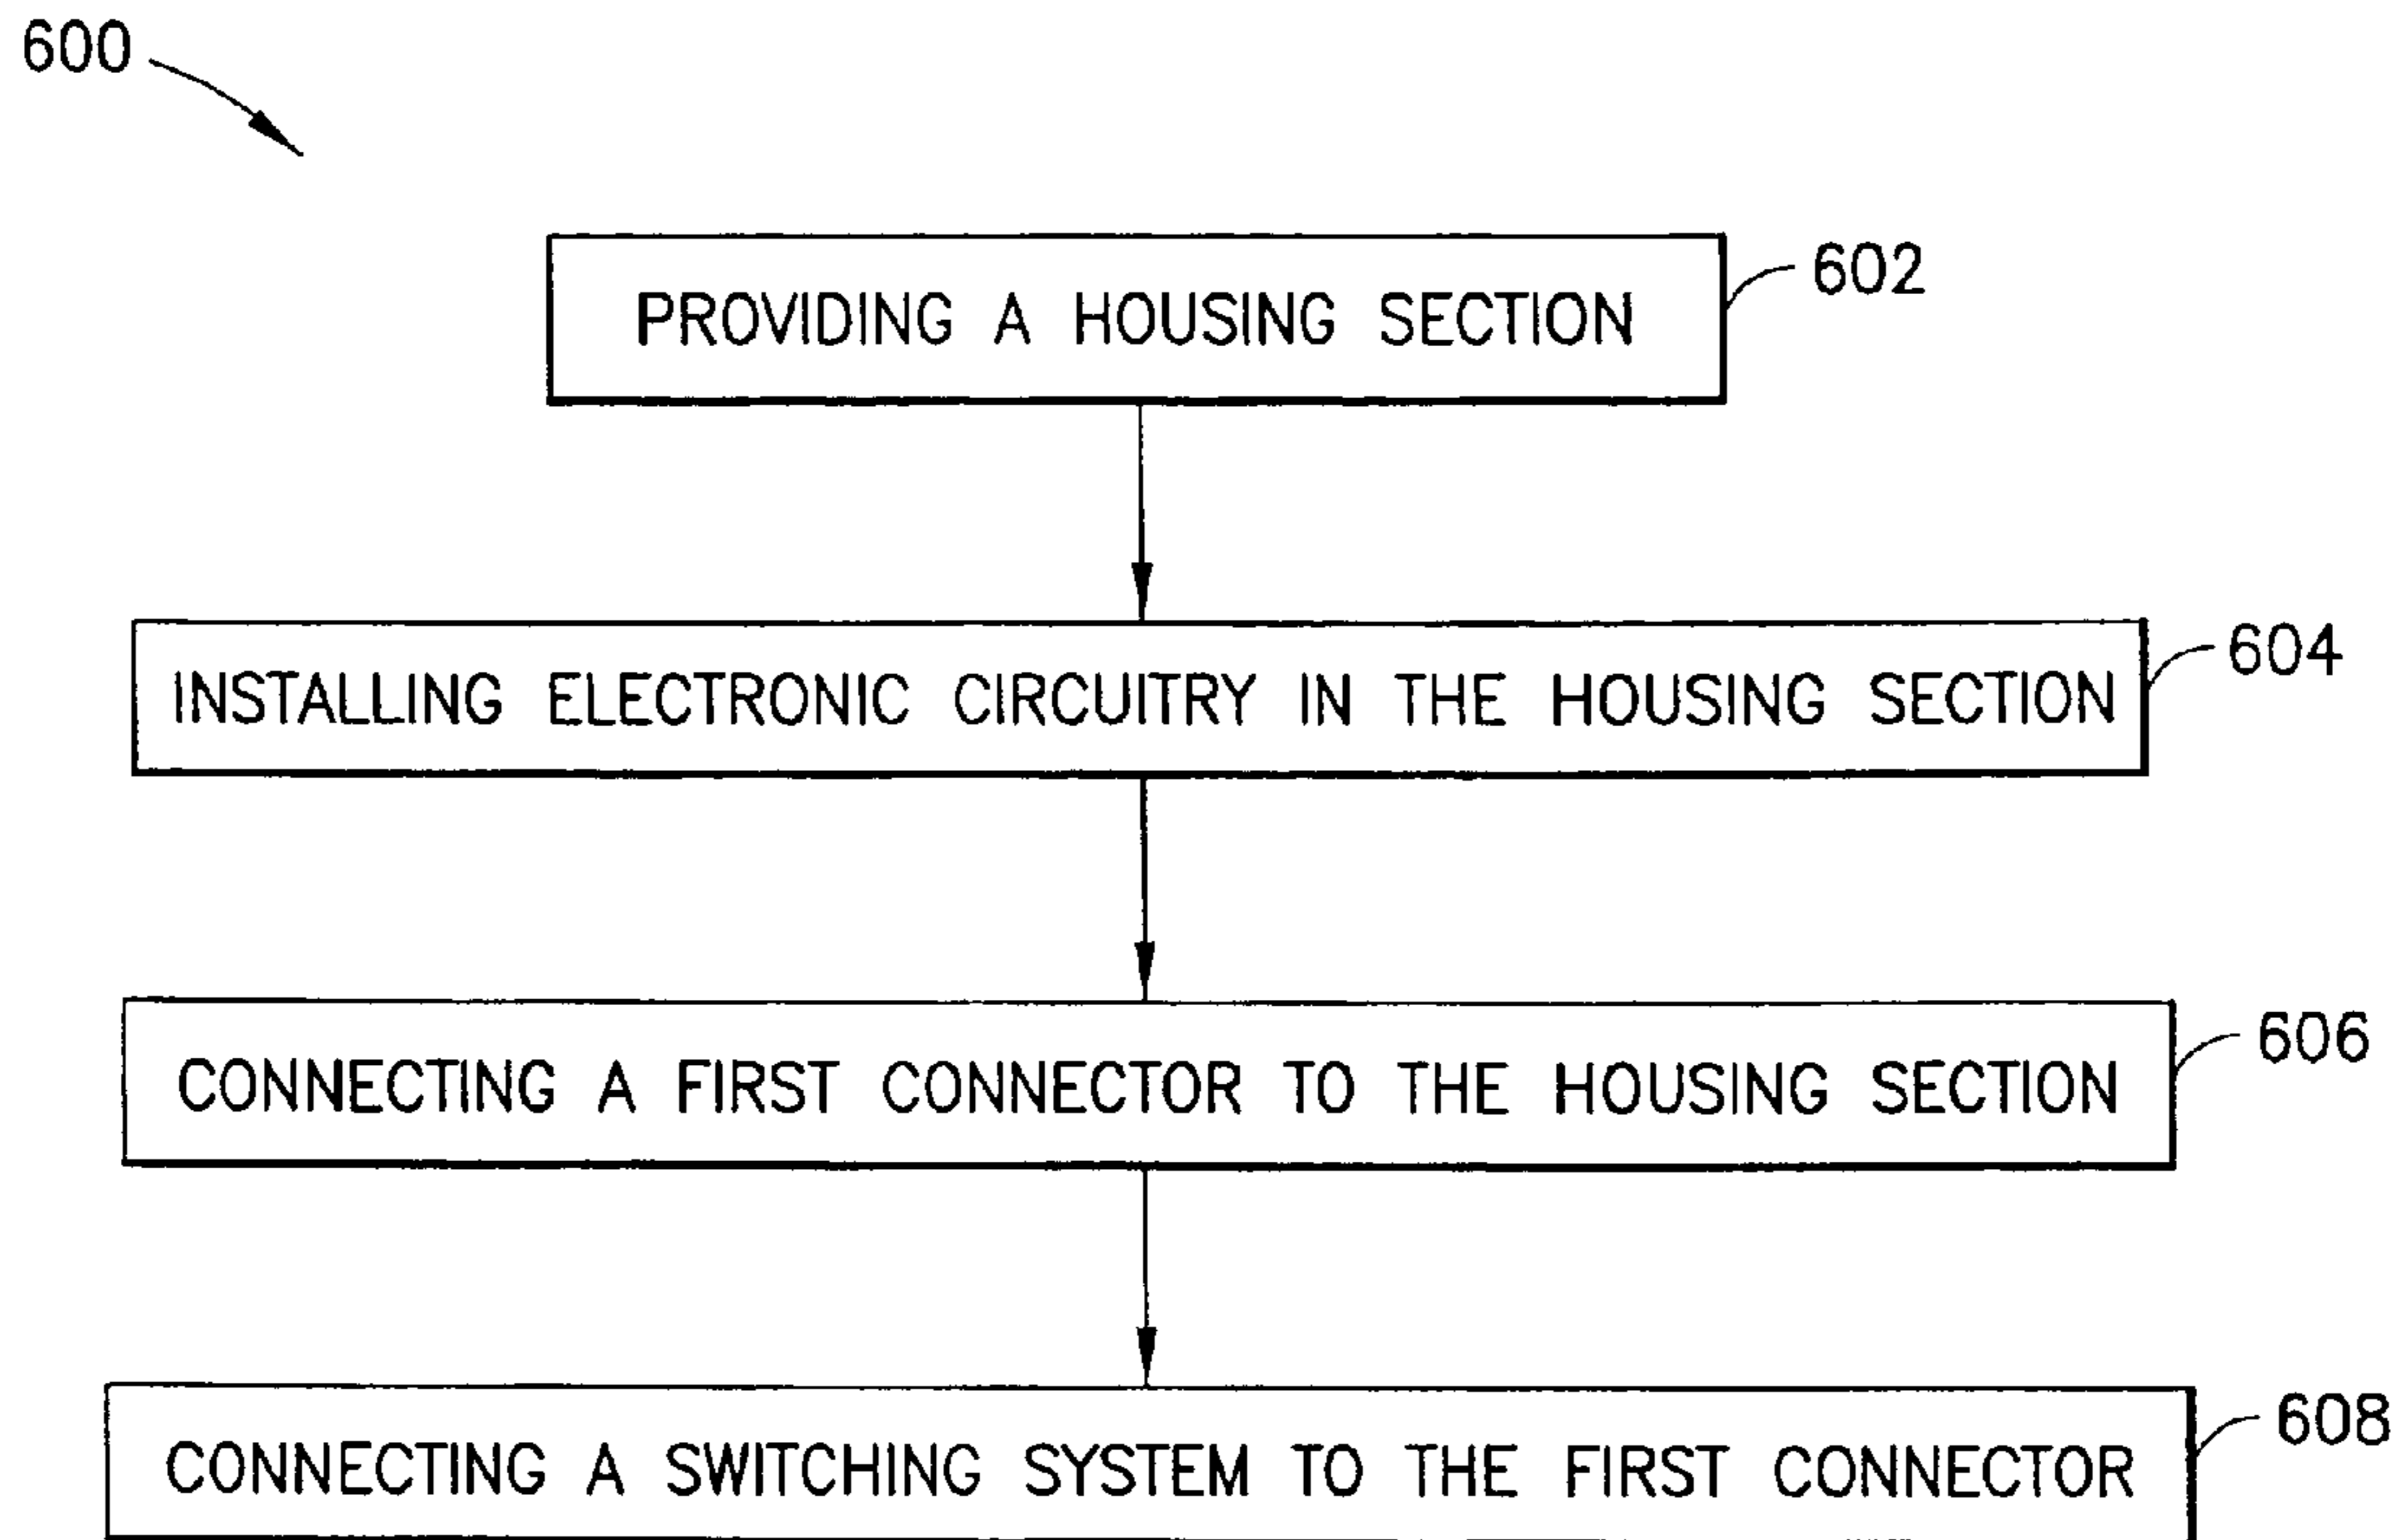 600
PROVIDING A HOUSING SECTION
602
INSTALLING ELECTRONIC CIRCUITRY IN THE HOUSING SECTION
604
CONNECTING A FIRST CONNECTOR TO THE HOUSING SECTION
606
CONNECTING A SWITCHING SYSTEM TO THE FIRST CONNECTOR
608